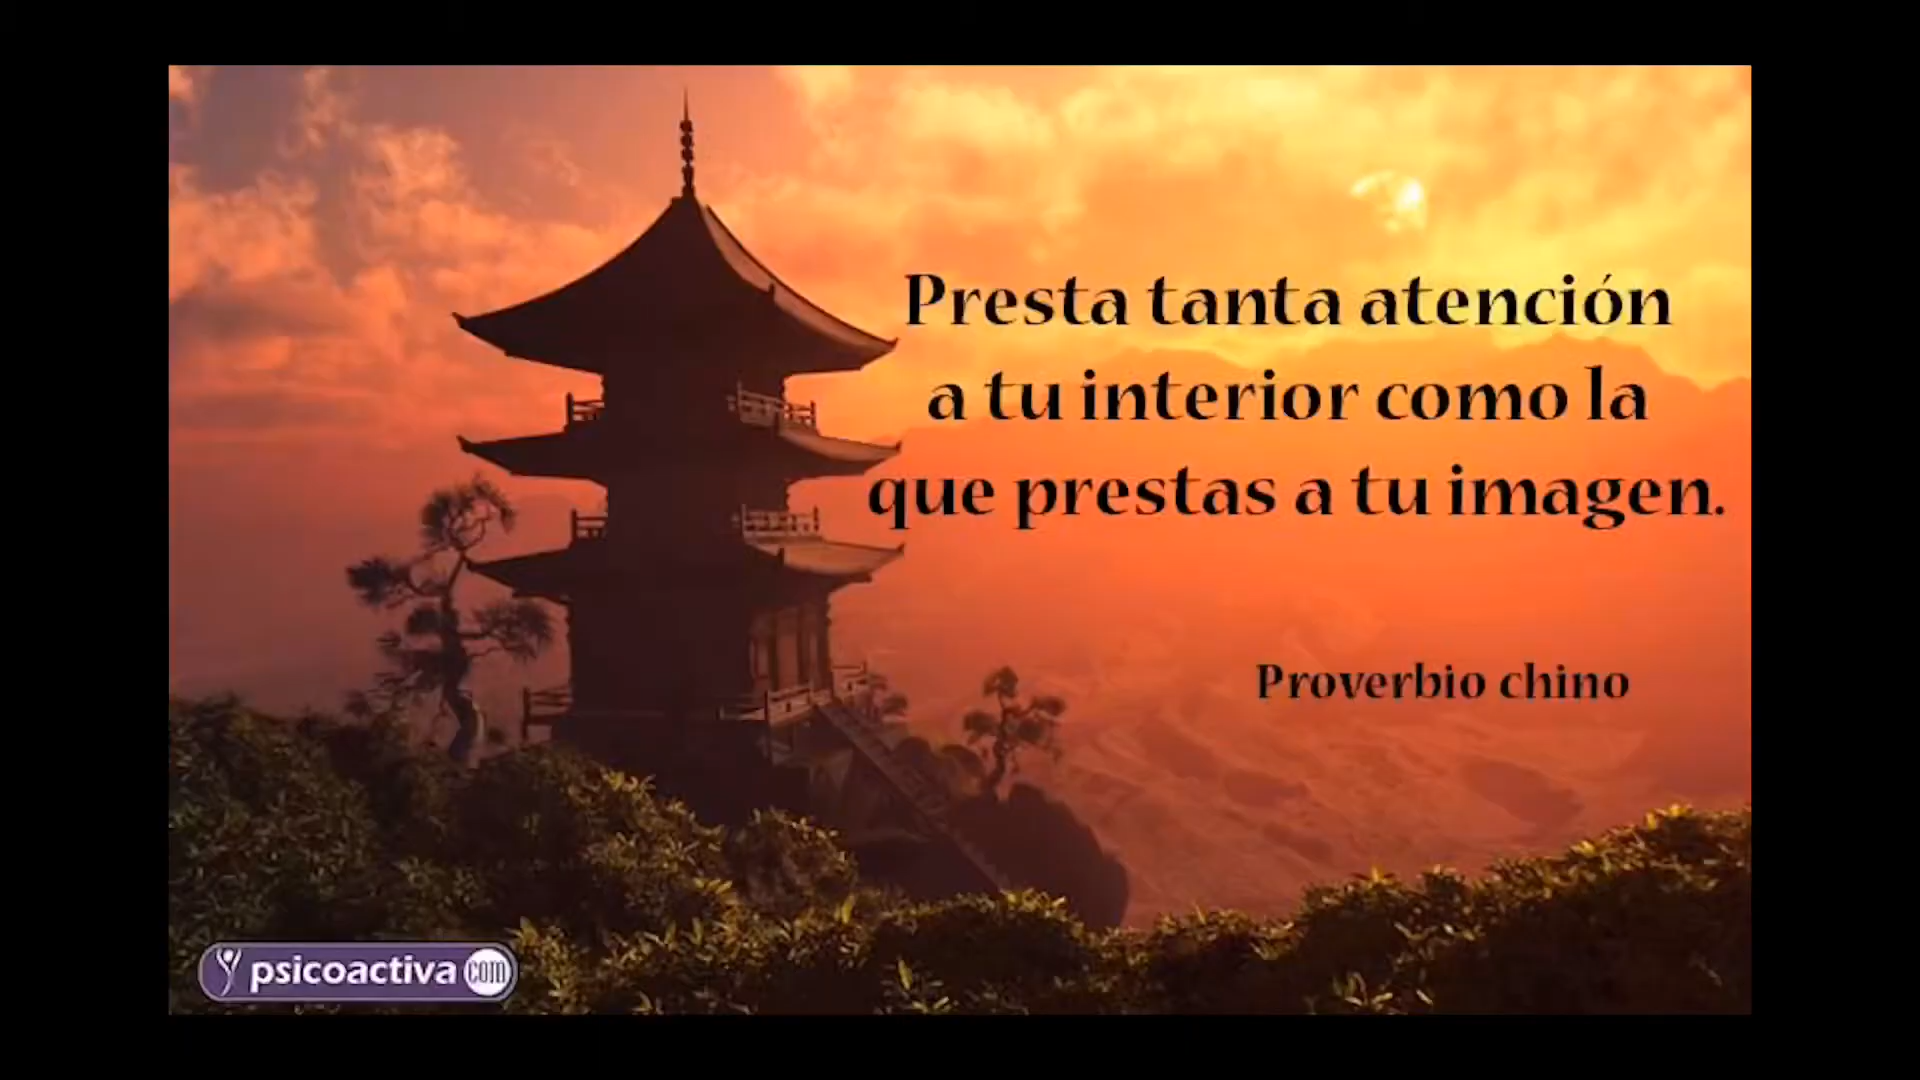 Presta tanta atención
a tu interior como la
que prestas a tu imagen.
Proverbio chino
psicoactiva com